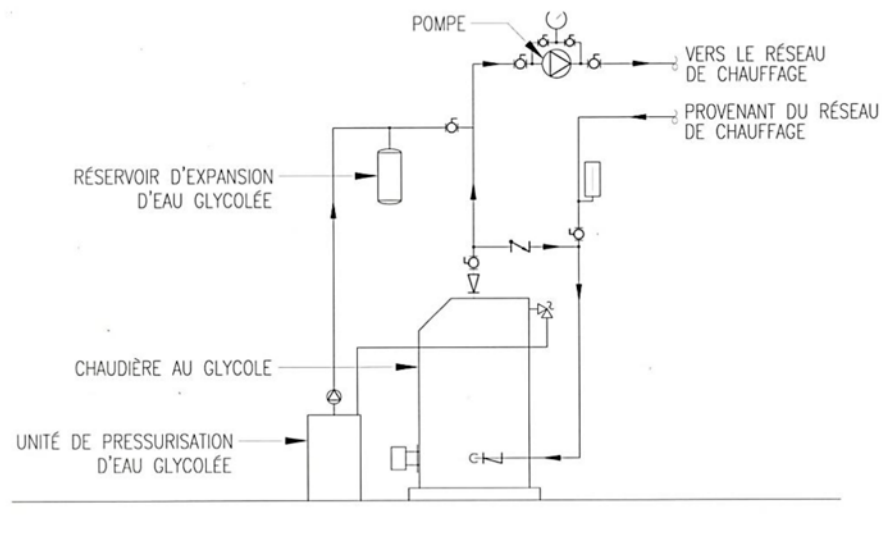 POMPE
VERS LE RÉSEAU
DE CHAUFFAGE
PROVENANT DU RÉSEAU
DE CHAUFFAGE
RÉSERVOIR D'EXPANSION
D'EAU GLYCOLÉE
CHAUDIÈRE AU GLYCOLE
UNITÉ DE PRESSURISATION
D'EAU GLYCOLÉE